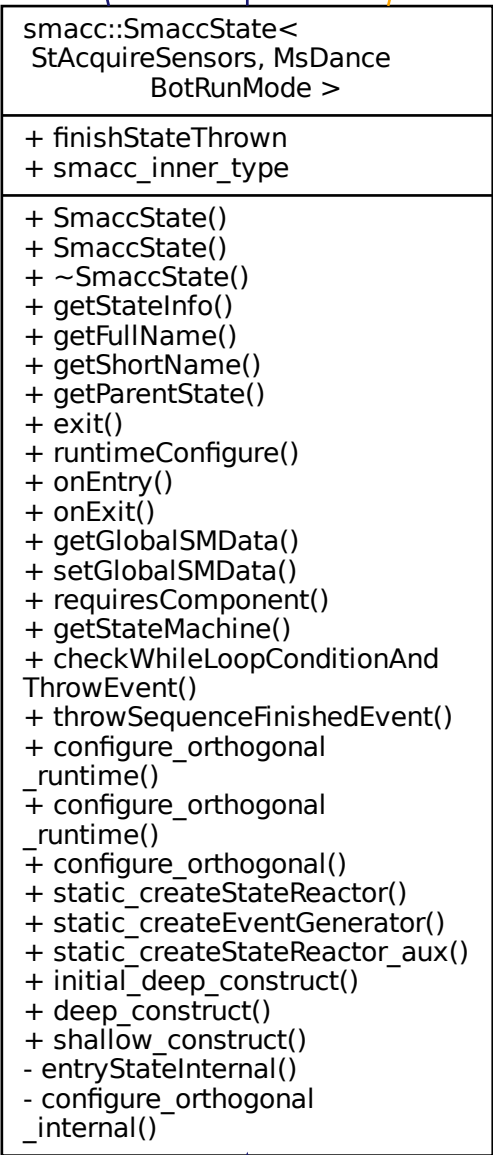 smacc::SmaccState<
StAcquireSensors, MsDance
BotRunMode >
+ finishStateThrown
+ smacc_inner_type
+ SmaccState()
+ SmaccState()
+ ~SmaccState()
+ getStateInfo()
+ getFullName()
+ getShortName()
+ getParentState()
+ exit()
+ runtimeConfigure()
+ onEntry()
+ onExit()
+ getGlobalSMData()
+ setGlobalSMData()
+ requiresComponent()
+ getStateMachine()
+ checkWhileLoopConditionAnd
ThrowEvent()
+ throwSequenceFinishedEvent()
+ configure_orthogonal
_runtime()
+ configure_orthogonal
_runtime()
+ configure_orthogonal()
+ static_createStateReactor()
+ static_createEventGenerator()
+ static_createStateReactor_aux()
+ initial_deep_construct()
+ deep_construct()
+ shallow_construct()
- entryStateInternal()
- configure_orthogonal
_internal()